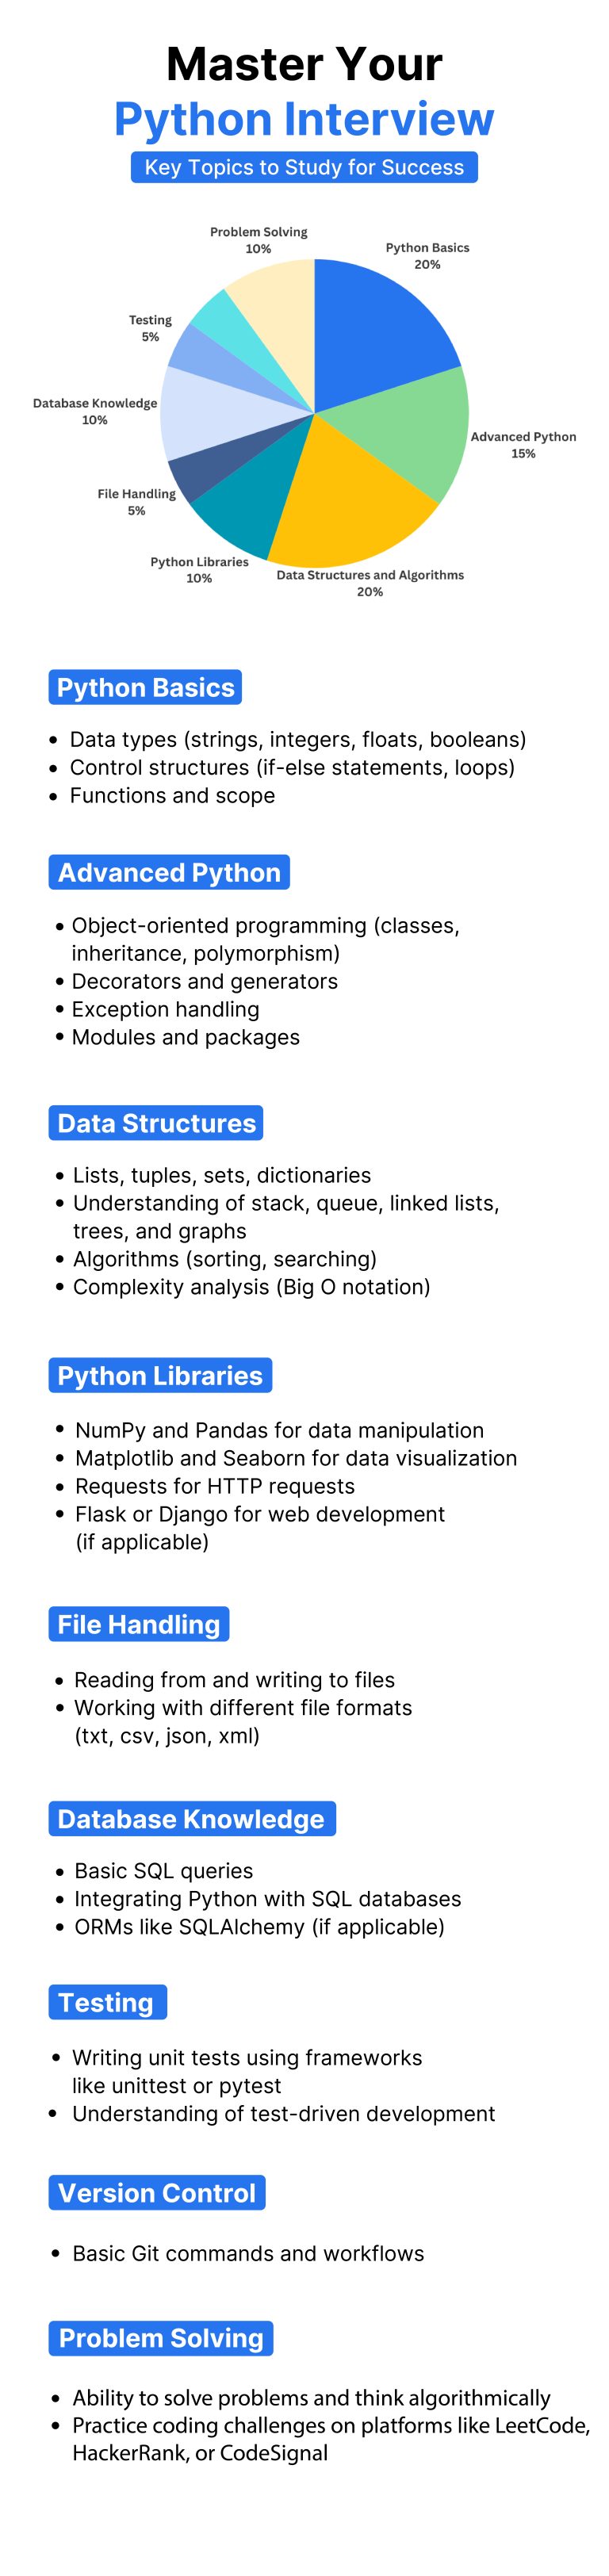 Master Your
Python Interview
Key Topics to Study for Success
Problem Solving
10%
Python Basics
20%
Testing
5%
Database Knowledge
10%
Advanced Python
15%
File Handling
5%
Python Libraries
10%
Data Structures and Algorithms
20%
Python Basics
• Data types (strings, integers, floats, booleans)
• Control structures (if-else statements, loops)
• Functions and scope
Advanced Python
• Object-oriented programming (classes,
inheritance, polymorphism)
• Decorators and generators
• Exception handling
• Modules and packages
Data Structures
• Lists, tuples, sets, dictionaries
• Understanding of stack, queue, linked lists,
trees, and graphs
• Algorithms (sorting, searching)
• Complexity analysis (Big O notation)
Python Libraries
• NumPy and Pandas for data manipulation
• Matplotlib and Seaborn for data visualization
• Requests for HTTP requests
• Flask or Django for web development
(if applicable)
File Handling
• Reading from and writing to files
• Working with different file formats
(txt, csv, json, xml)
Database Knowledge
• Basic SQL queries
• Integrating Python with SQL databases
• ORMs like SQLAlchemy (if applicable)
Testing
• Writing unit tests using frameworks
like unittest or pytest
• Understanding of test-driven development
Version Control
• Basic Git commands and workflows
Problem Solving
• Ability to solve problems and think algorithmically
• Practice coding challenges on platforms like LeetCode,
HackerRank, or CodeSignal